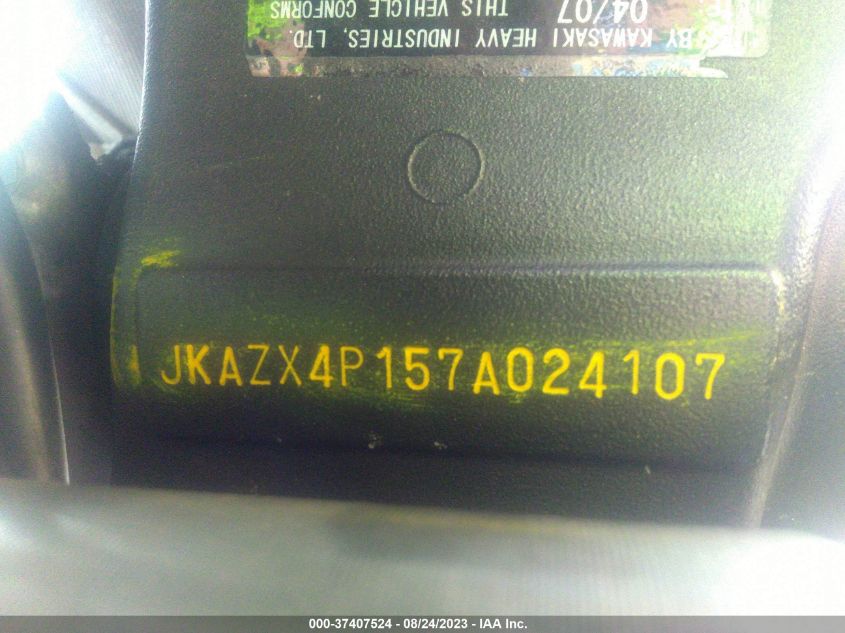 04/07
THIS VEHICLE CONFORMS
BY KAWASAKI HEAVY INDUSTRIES, LTD.
JKAZX4P157A024107
000-37407524 - 08/24/2023 - IAA Inc.